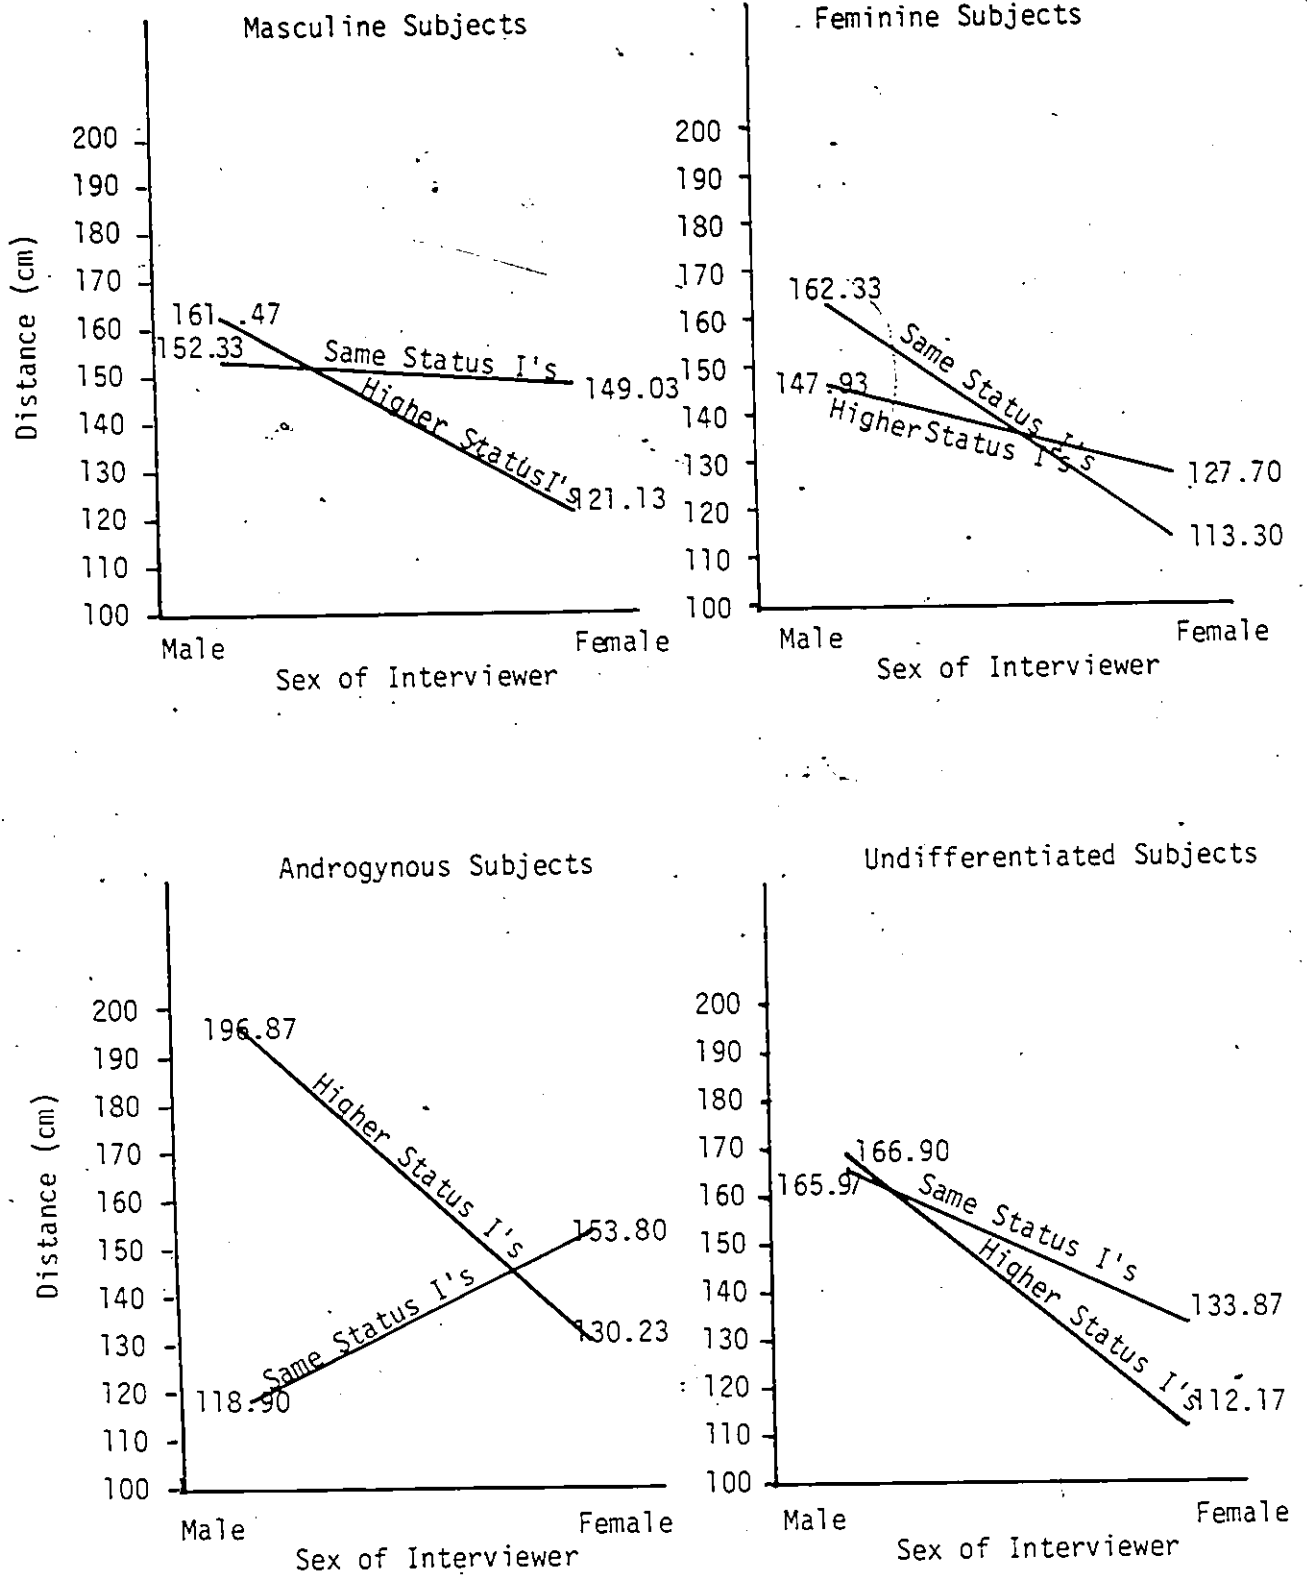 Masculine Subjects
Distance (cm)
200
190
180
170
160
150
140
130
120
110
100
161.47
152.33
Same Status I's
Higher Status I's
149.03
121.13
Male
Female
Sex of Interviewer
Feminine Subjects
200
190
180
170
160
150
140
130
120
110
100
162.33
147.93
Same Status I's
Higher Status I's
127.70
113.30
Male
Female
Sex of Interviewer
Androgynous Subjects
Distance (cm)
200
190
180
170
160
150
140
130
120
110
100
196.87
Higher Status I's
153.80
Same Status I's
130.23
118.90
Male
Female
Sex of Interviewer
Undifferentiated Subjects
200
190
180
170
160
150
140
130
120
110
100
166.90
165.97
Same Status I's
Higher Status I's
133.87
112.17
Male
Female
Sex of Interviewer